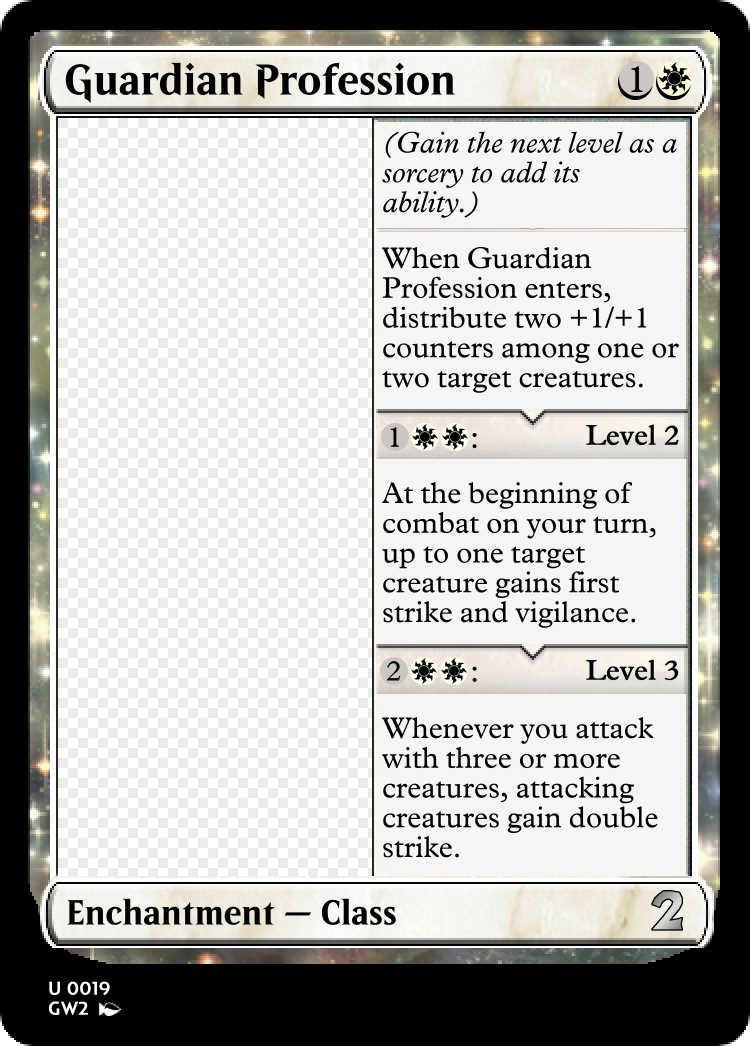 Guardian Profession
1
(Gain the next level as a
sorcery to add its
ability.)
When Guardian
Profession enters,
distribute two +1/+1
counters among one or
two target creatures.
1 : Level 2
At the beginning of
combat on your turn,
up to one target
creature gains first
strike and vigilance.
2 : Level 3
Whenever you attack
with three or more
creatures, attacking
creatures gain double
strike.
Enchantment — Class
2
U 0019
GW2